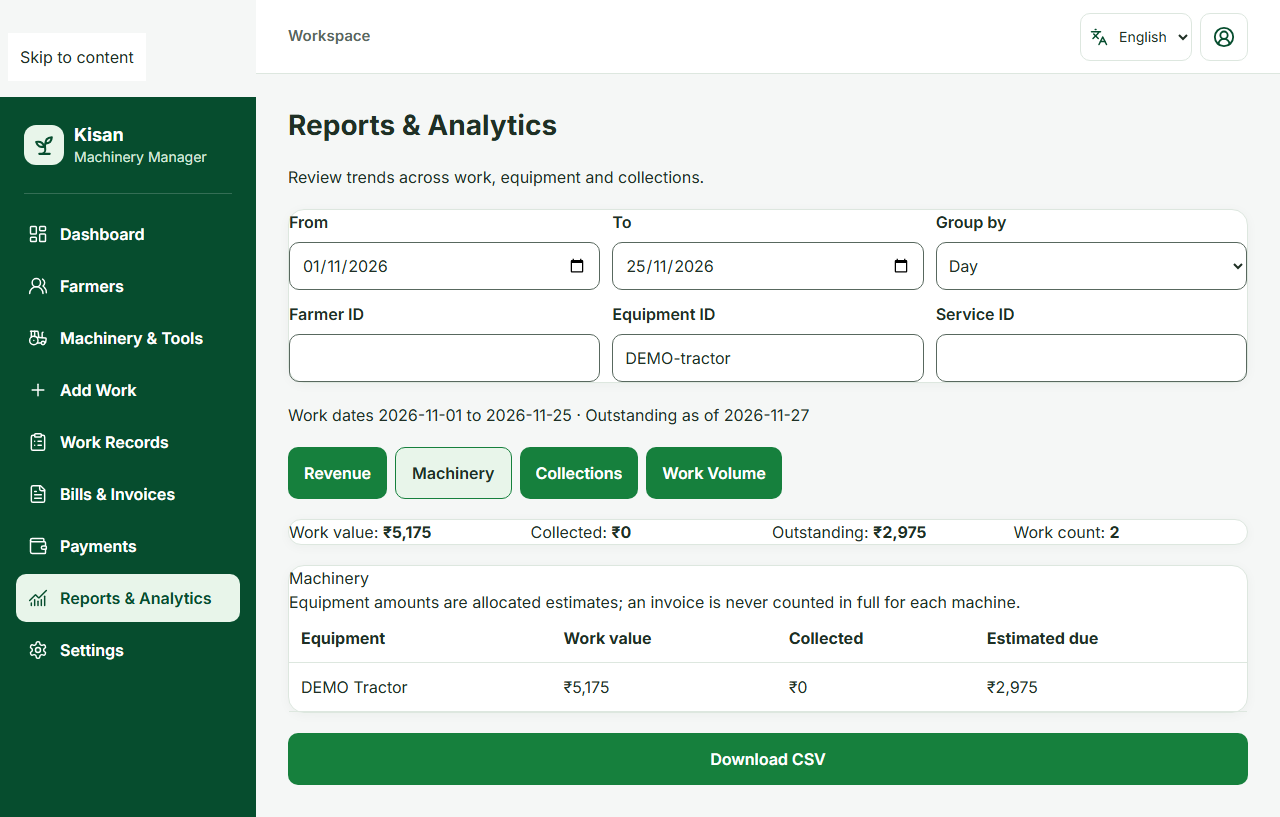 Skip to content
Workspace
English
Kisan
Machinery Manager
Dashboard
Farmers
Machinery & Tools
Add Work
Work Records
Bills & Invoices
Payments
Reports & Analytics
Settings
Reports & Analytics
Review trends across work, equipment and collections.
From To Group by
01/11/2026 25/11/2026 Day
Farmer ID Equipment ID Service ID
DEMO-tractor
Work dates 2026-11-01 to 2026-11-25 · Outstanding as of 2026-11-27
Revenue Machinery Collections Work Volume
Work value: ₹5,175 Collected: ₹0 Outstanding: ₹2,975 Work count: 2
Machinery
Equipment amounts are allocated estimates; an invoice is never counted in full for each machine.
Equipment Work value Collected Estimated due
DEMO Tractor ₹5,175 ₹0 ₹2,975
Download CSV